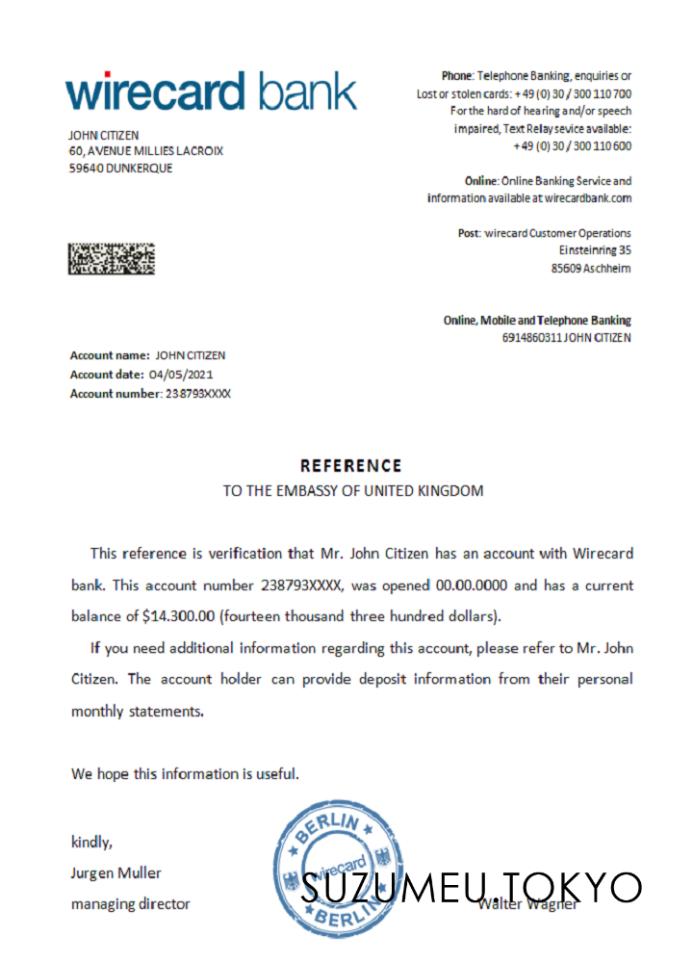 wirecard bank
JOHN CITIZEN
60, AVENUE MILLIES LACROIX
59640 DUNKERQUE
Phone: Telephone Banking, enquiries or
Lost or stolen cards: + 49 (0) 30 / 300 110 700
For the hard of hearing and/or speech
impaired, Text Relay sevice available:
+ 49 (0) 30 / 300 110 600
Online: Online Banking Service and
information available at wirecardbank.com
Post: wirecard Customer Operations
Einsteinring 35
85609 Aschheim
Online, Mobile and Telephone Banking
6914860311 JOHN CITIZEN
Account name: JOHN CITIZEN
Account date: 04/05/2021
Account number: 238793XXXX
REFERENCE
TO THE EMBASSY OF UNITED KINGDOM
This reference is verification that Mr. John Citizen has an account with Wirecard
bank. This account number 238793XXXX, was opened 00.00.0000 and has a current
balance of $14.300.00 (fourteen thousand three hundred dollars).
If you need additional information regarding this account, please refer to Mr. John
Citizen. The account holder can provide deposit information from their personal
monthly statements.
We hope this information is useful.
kindly,
Jurgen Muller
managing director
BERLIN
wirecard
BERLIN
SUZUMEU.TOKYO
Walter Wagner